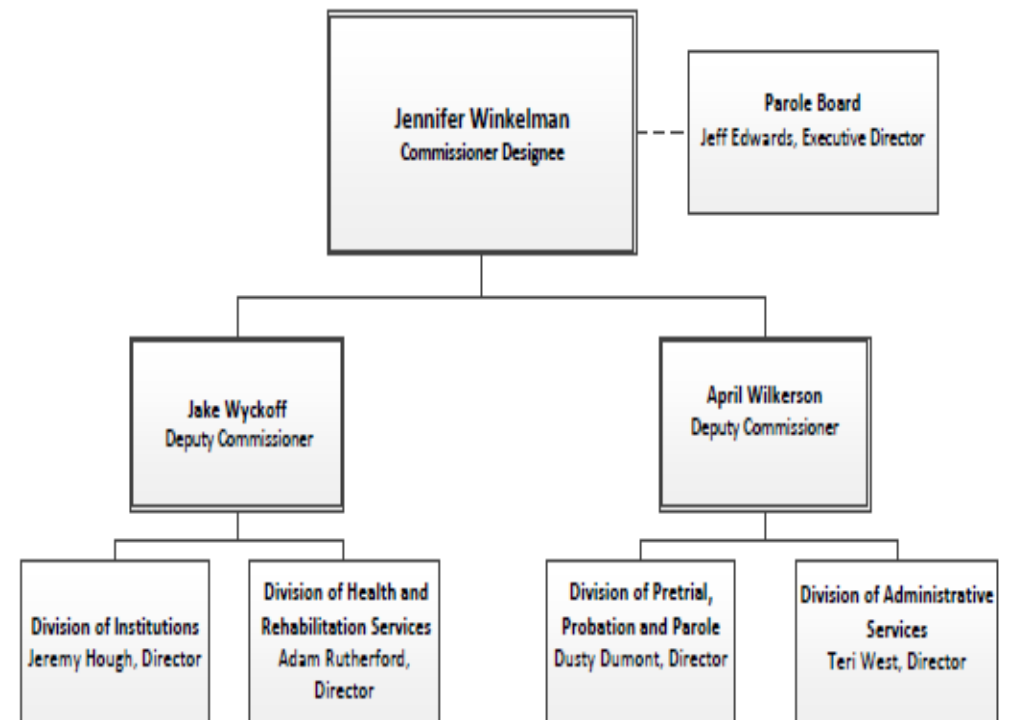 Jennifer Winkelman
Commissioner Designee
Parole Board
Jeff Edwards, Executive Director
Jake Wyckoff
Deputy Commissioner
April Wilkerson
Deputy Commissioner
Division of Institutions
Jeremy Hough, Director
Division of Health and
Rehabilitation Services
Adam Rutherford,
Director
Division of Pretrial,
Probation and Parole
Dusty Dumont, Director
Division of Administrative
Services
Teri West, Director